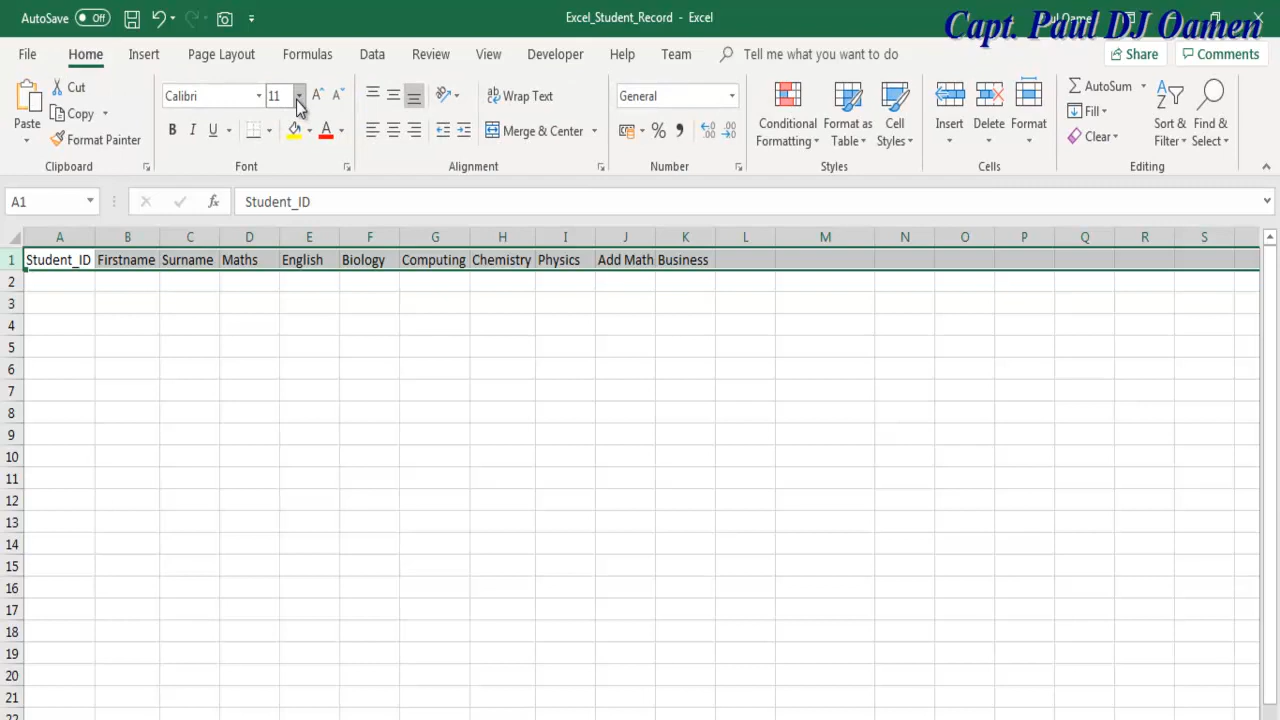 AutoSave Off Excel_Student_Record - Excel
Capt. Paul DJ Oamen
File Home Insert Page Layout Formulas Data Review View Developer Help Team Tell me what you want to do Share Comments
Paste Cut Copy Format Painter Clipboard
Calibri 11 B I U A Font
Wrap Text Merge & Center Alignment
General % Number
Conditional Formatting Format as Table Cell Styles Styles
Insert Delete Format Cells
AutoSum Fill Clear Sort & Filter Find & Select Editing
A1 fx Student_ID
A B C D E F G H I J K L M N O P Q R S
1 Student_ID Firstname Surname Maths English Biology Computing Chemistry Physics Add Math Business
2
3
4
5
6
7
8
9
10
11
12
13
14
15
16
17
18
19
20
21